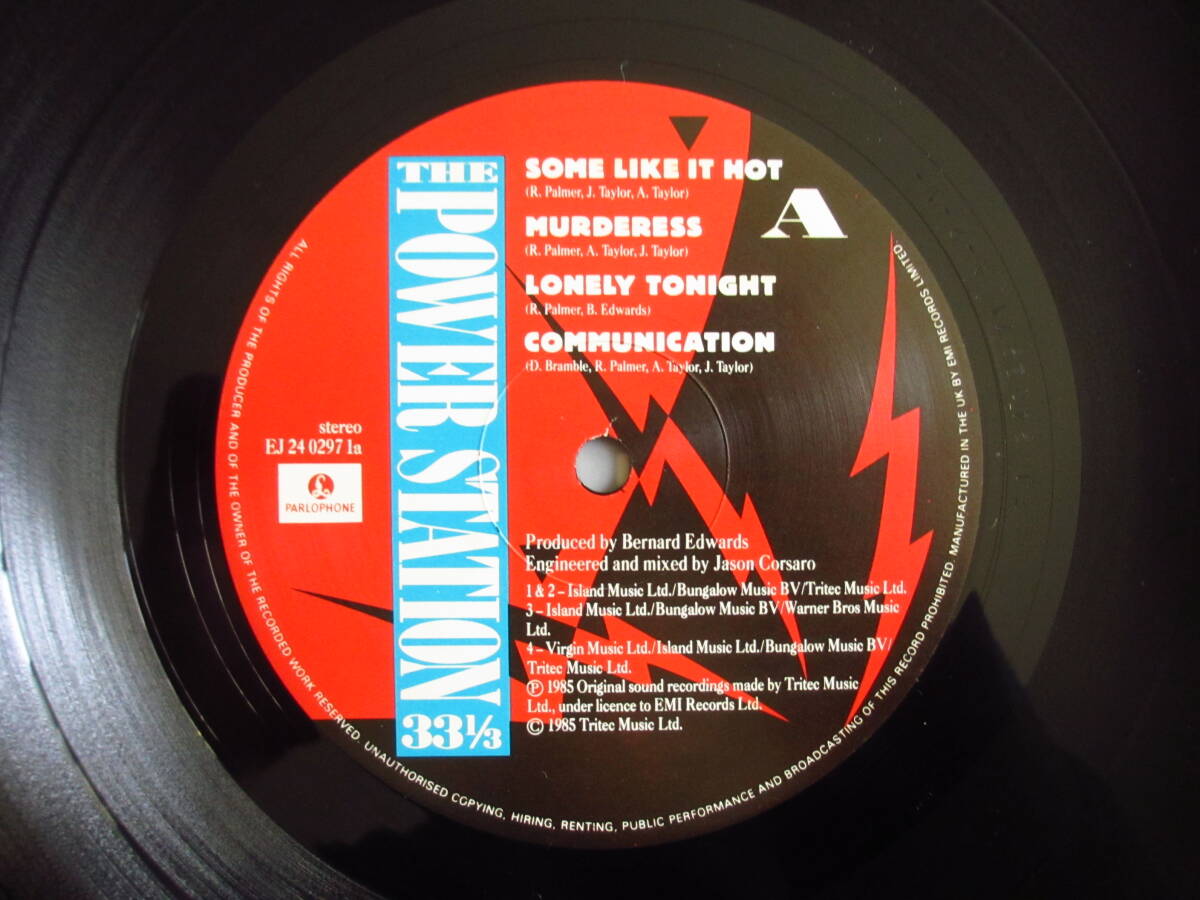 THE
POWER STATION
33 1/3
SOME LIKE IT HOT
(R. Palmer, J. Taylor, A. Taylor)
MURDERESS
(R. Palmer, A. Taylor, J. Taylor)
LONELY TONIGHT
(R. Palmer, B. Edwards)
COMMUNICATION
(D. Bramble, R. Palmer, A. Taylor, J. Taylor)
A
stereo
EJ 24 0297 1a
£
PARLOPHONE
Produced by Bernard Edwards
Engineered and mixed by Jason Corsaro
1 & 2 – Island Music Ltd./Bungalow Music BV/Tritec Music Ltd.
3 – Island Music Ltd./Bungalow Music BV/Warner Bros Music
Ltd.
4 – Virgin Music Ltd./Island Music Ltd./Bungalow Music BV/
Tritec Music Ltd.
℗ 1985 Original sound recordings made by Tritec Music
Ltd., under licence to EMI Records Ltd.
© 1985 Tritec Music Ltd.
ALL RIGHTS OF THE PRODUCER AND OF THE OWNER OF THE RECORDED WORK RESERVED. UNAUTHORISED COPYING, HIRING, RENTING, PUBLIC PERFORMANCE AND BROADCASTING OF THIS RECORD PROHIBITED. MANUFACTURED IN THE UK BY EMI RECORDS LIMITED.